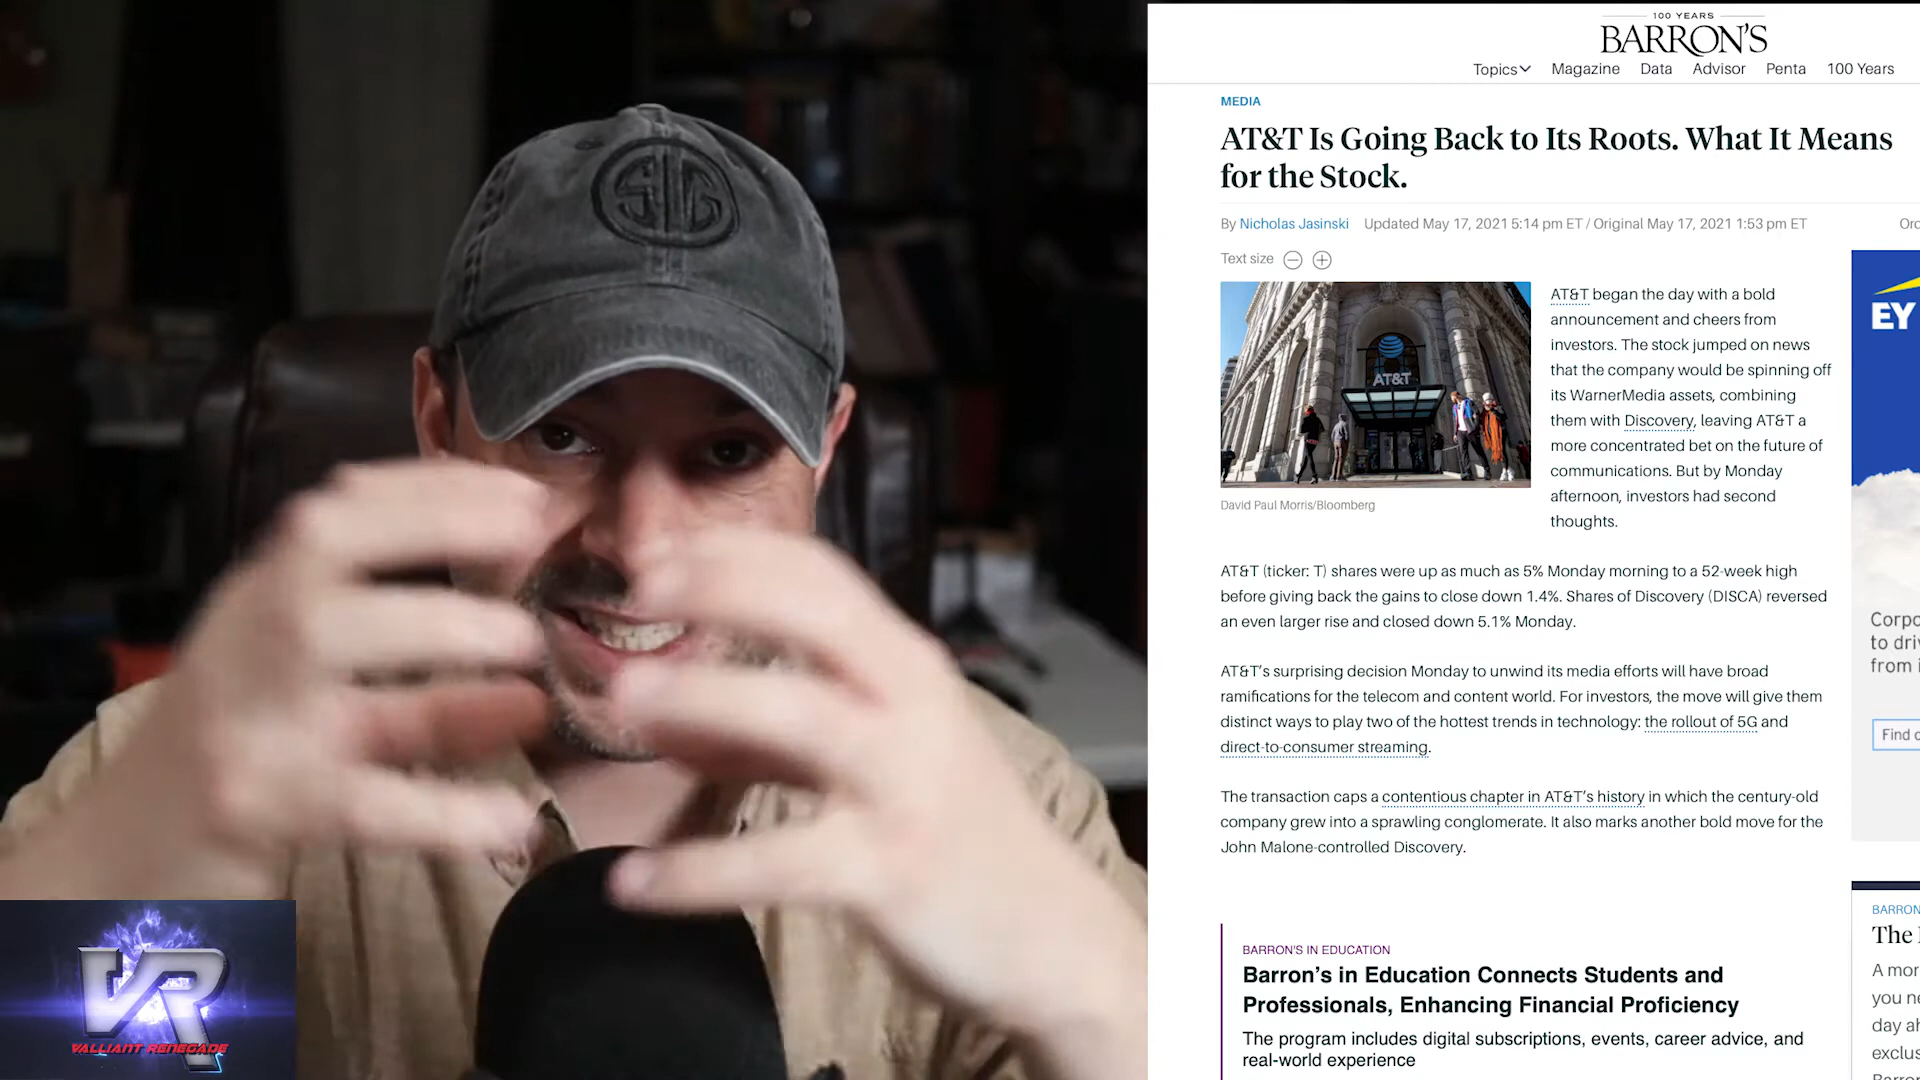 SIG
VR
VALLIANT RENEGADE
100 YEARS
BARRON'S
Topics
Magazine
Data
Advisor
Penta
100 Years
MEDIA
AT&T Is Going Back to Its Roots. What It Means
for the Stock.
By Nicholas Jasinski Updated May 17, 2021 5:14 pm ET / Original May 17, 2021 1:53 pm ET
Text size
AT&T
David Paul Morris/Bloomberg
AT&T began the day with a bold
announcement and cheers from
investors. The stock jumped on news
that the company would be spinning off
its WarnerMedia assets, combining
them with Discovery, leaving AT&T a
more concentrated bet on the future of
communications. But by Monday
afternoon, investors had second
thoughts.
AT&T (ticker: T) shares were up as much as 5% Monday morning to a 52-week high
before giving back the gains to close down 1.4%. Shares of Discovery (DISCA) reversed
an even larger rise and closed down 5.1% Monday.
AT&T's surprising decision Monday to unwind its media efforts will have broad
ramifications for the telecom and content world. For investors, the move will give them
distinct ways to play two of the hottest trends in technology: the rollout of 5G and
direct-to-consumer streaming.
The transaction caps a contentious chapter in AT&T's history in which the century-old
company grew into a sprawling conglomerate. It also marks another bold move for the
John Malone-controlled Discovery.
BARRON'S IN EDUCATION
Barron's in Education Connects Students and
Professionals, Enhancing Financial Proficiency
The program includes digital subscriptions, events, career advice, and
real-world experience
EY
to
from
Find
BARRON
The
A
you
day